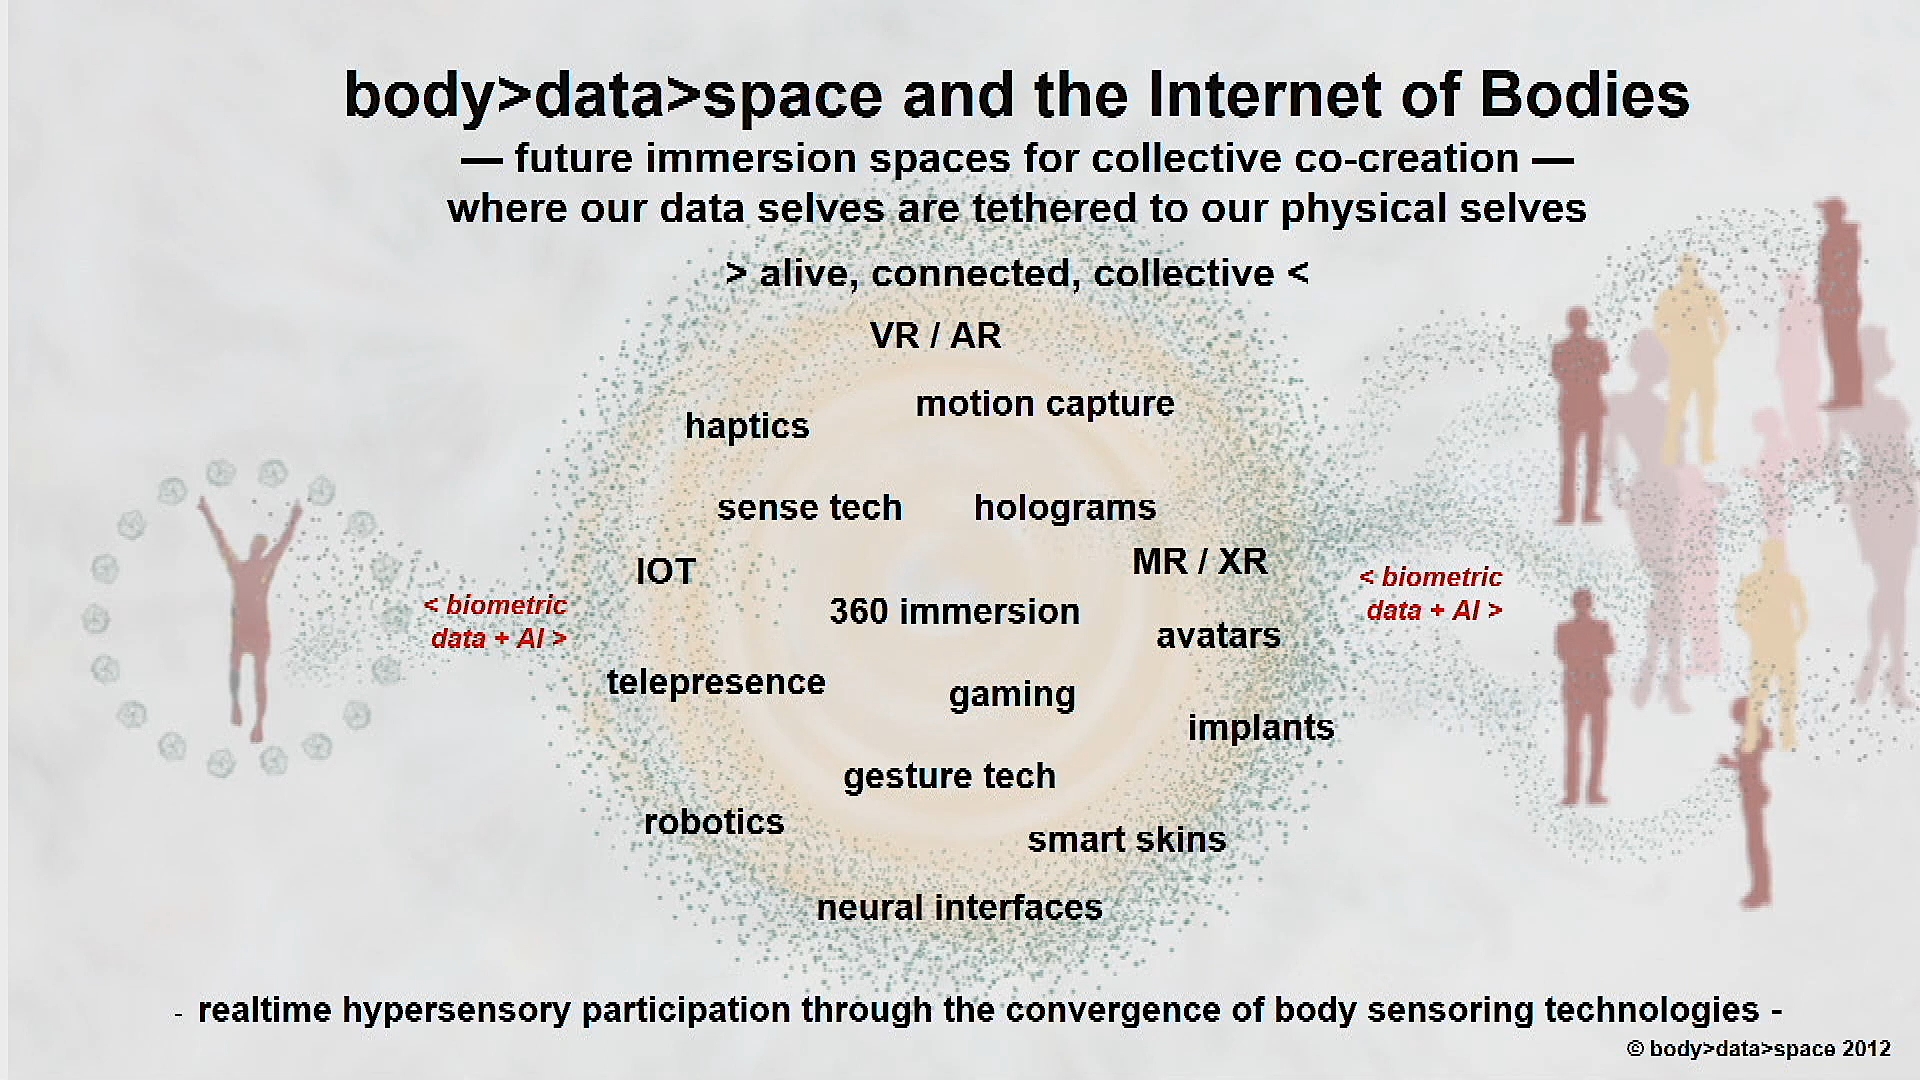 body>data>space and the Internet of Bodies
— future immersion spaces for collective co-creation —
where our data selves are tethered to our physical selves
> alive, connected, collective <
VR / AR
motion capture
haptics
sense tech
holograms
MR / XR
IOT
< biometric
data + AI >
< biometric
data + AI >
360 immersion
avatars
telepresence
gaming
implants
gesture tech
robotics
smart skins
neural interfaces
- realtime hypersensory participation through the convergence of body sensoring technologies -
© body>data>space 2012